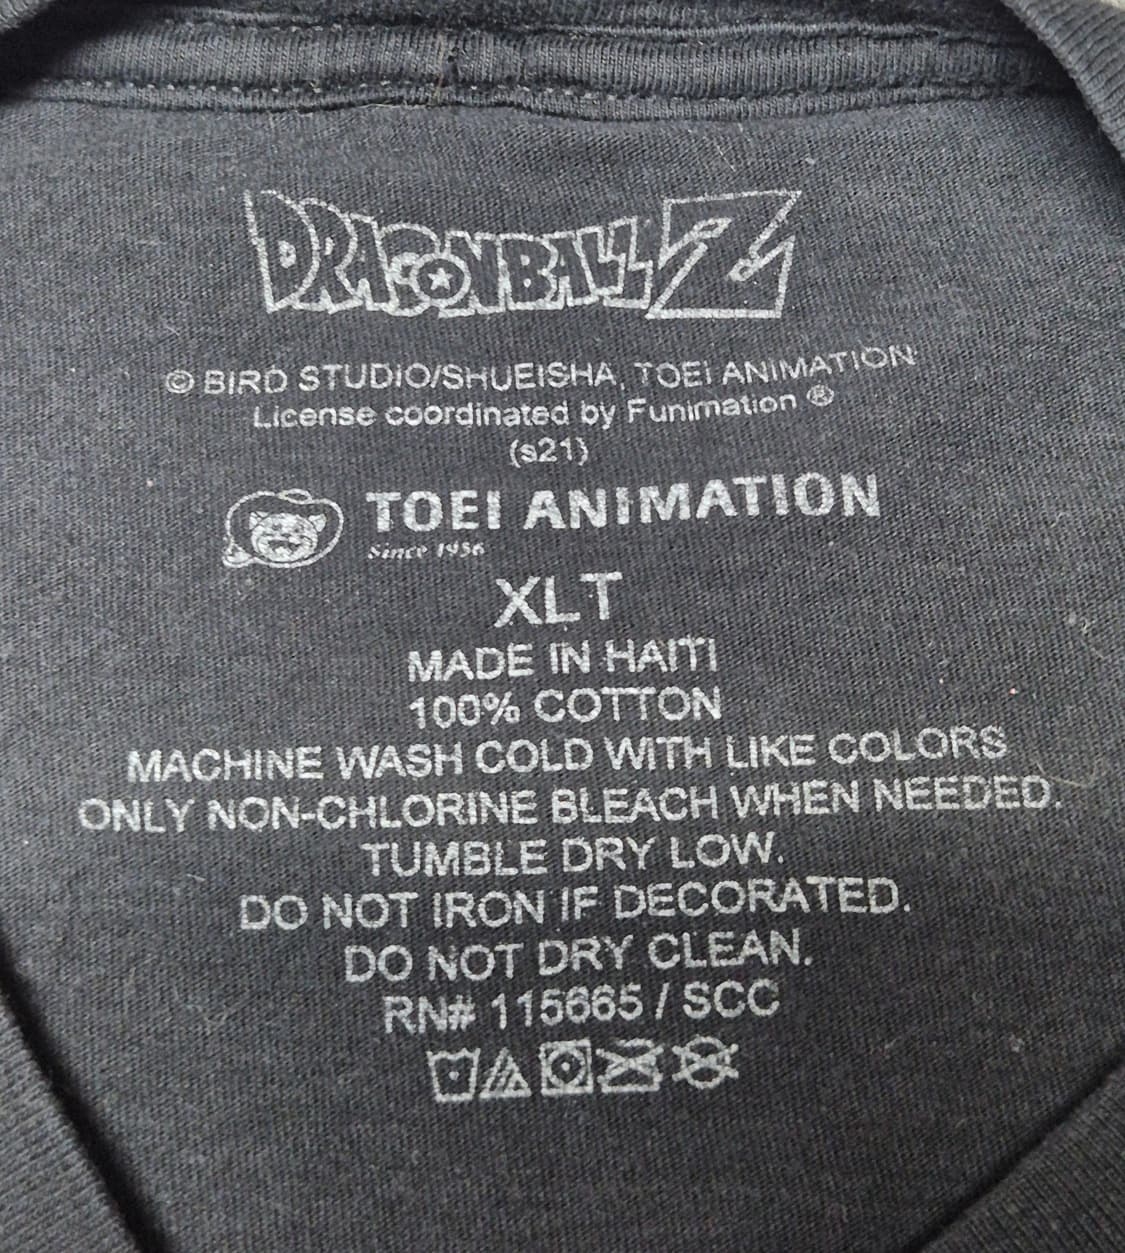 DRAGONBALL Z
© BIRD STUDIO/SHUEISHA, TOEI ANIMATION
License coordinated by Funimation ®
(s21)
TOEI ANIMATION
Since 1956
XLT
MADE IN HAITI
100% COTTON
MACHINE WASH COLD WITH LIKE COLORS
ONLY NON-CHLORINE BLEACH WHEN NEEDED.
TUMBLE DRY LOW.
DO NOT IRON IF DECORATED.
DO NOT DRY CLEAN.
RN# 115665 / SCC